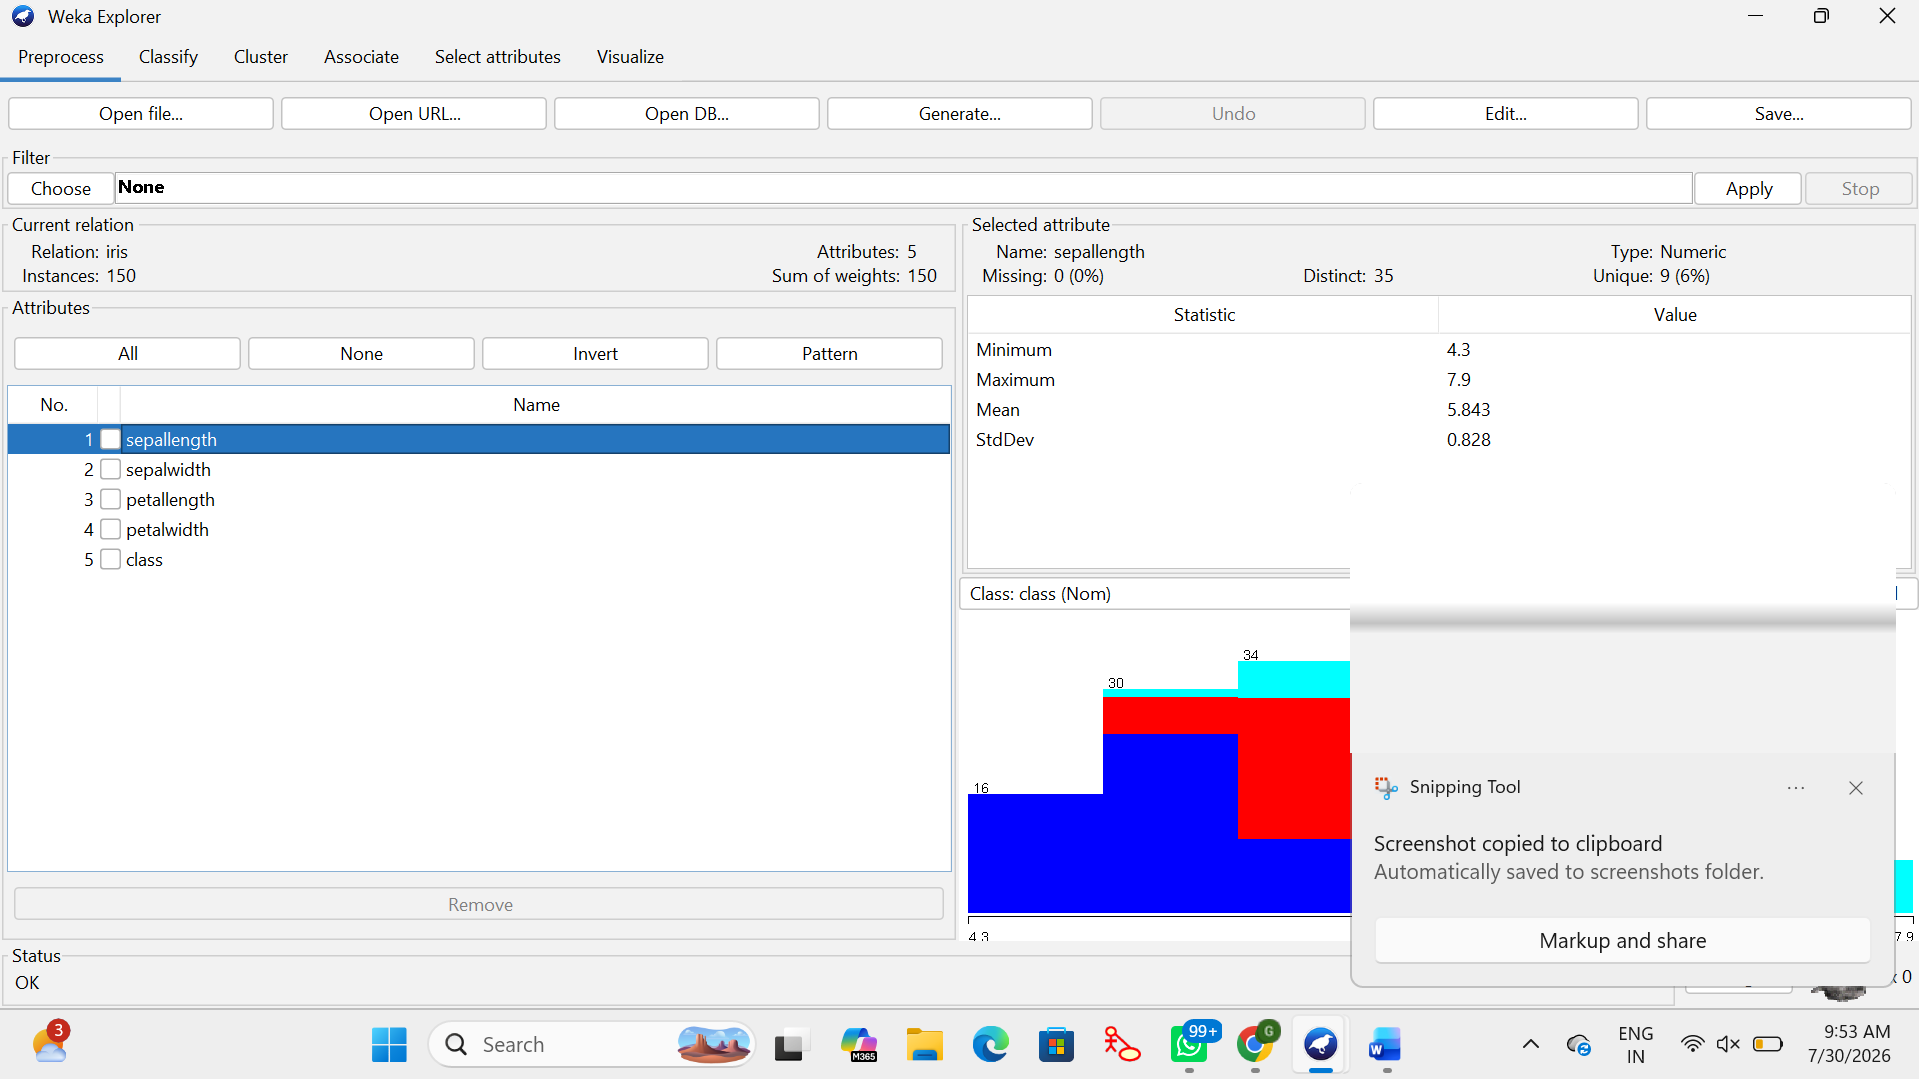 Weka Explorer
Preprocess Classify Cluster Associate Select attributes Visualize
Open file... Open URL... Open DB... Generate... Undo Edit... Save...
Filter
Choose None Apply Stop
Current relation
Relation: iris Attributes: 5
Instances: 150 Sum of weights: 150
Attributes
All None Invert Pattern
No. Name
1 sepallength
2 sepalwidth
3 petallength
4 petalwidth
5 class
Remove
Selected attribute
Name: sepallength Type: Numeric
Missing: 0 (0%) Distinct: 35 Unique: 9 (6%)
Statistic Value
Minimum 4.3
Maximum 7.9
Mean 5.843
StdDev 0.828
Class: class (Nom)
34
30
16
4.3 7.9
Snipping Tool
Screenshot copied to clipboard
Automatically saved to screenshots folder.
Markup and share
Status
OK
x 0
3
Search
M365
99+
G
W
ENG
IN
9:53 AM
7/30/2026